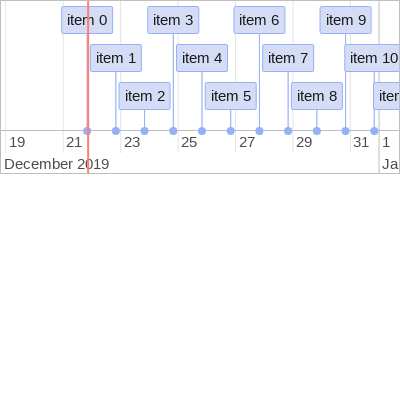 item 0 item 3 item 6 item 9
item 1 item 4 item 7 item 10
item 2 item 5 item 8
19 21 23 25 27 29 31 1
December 2019